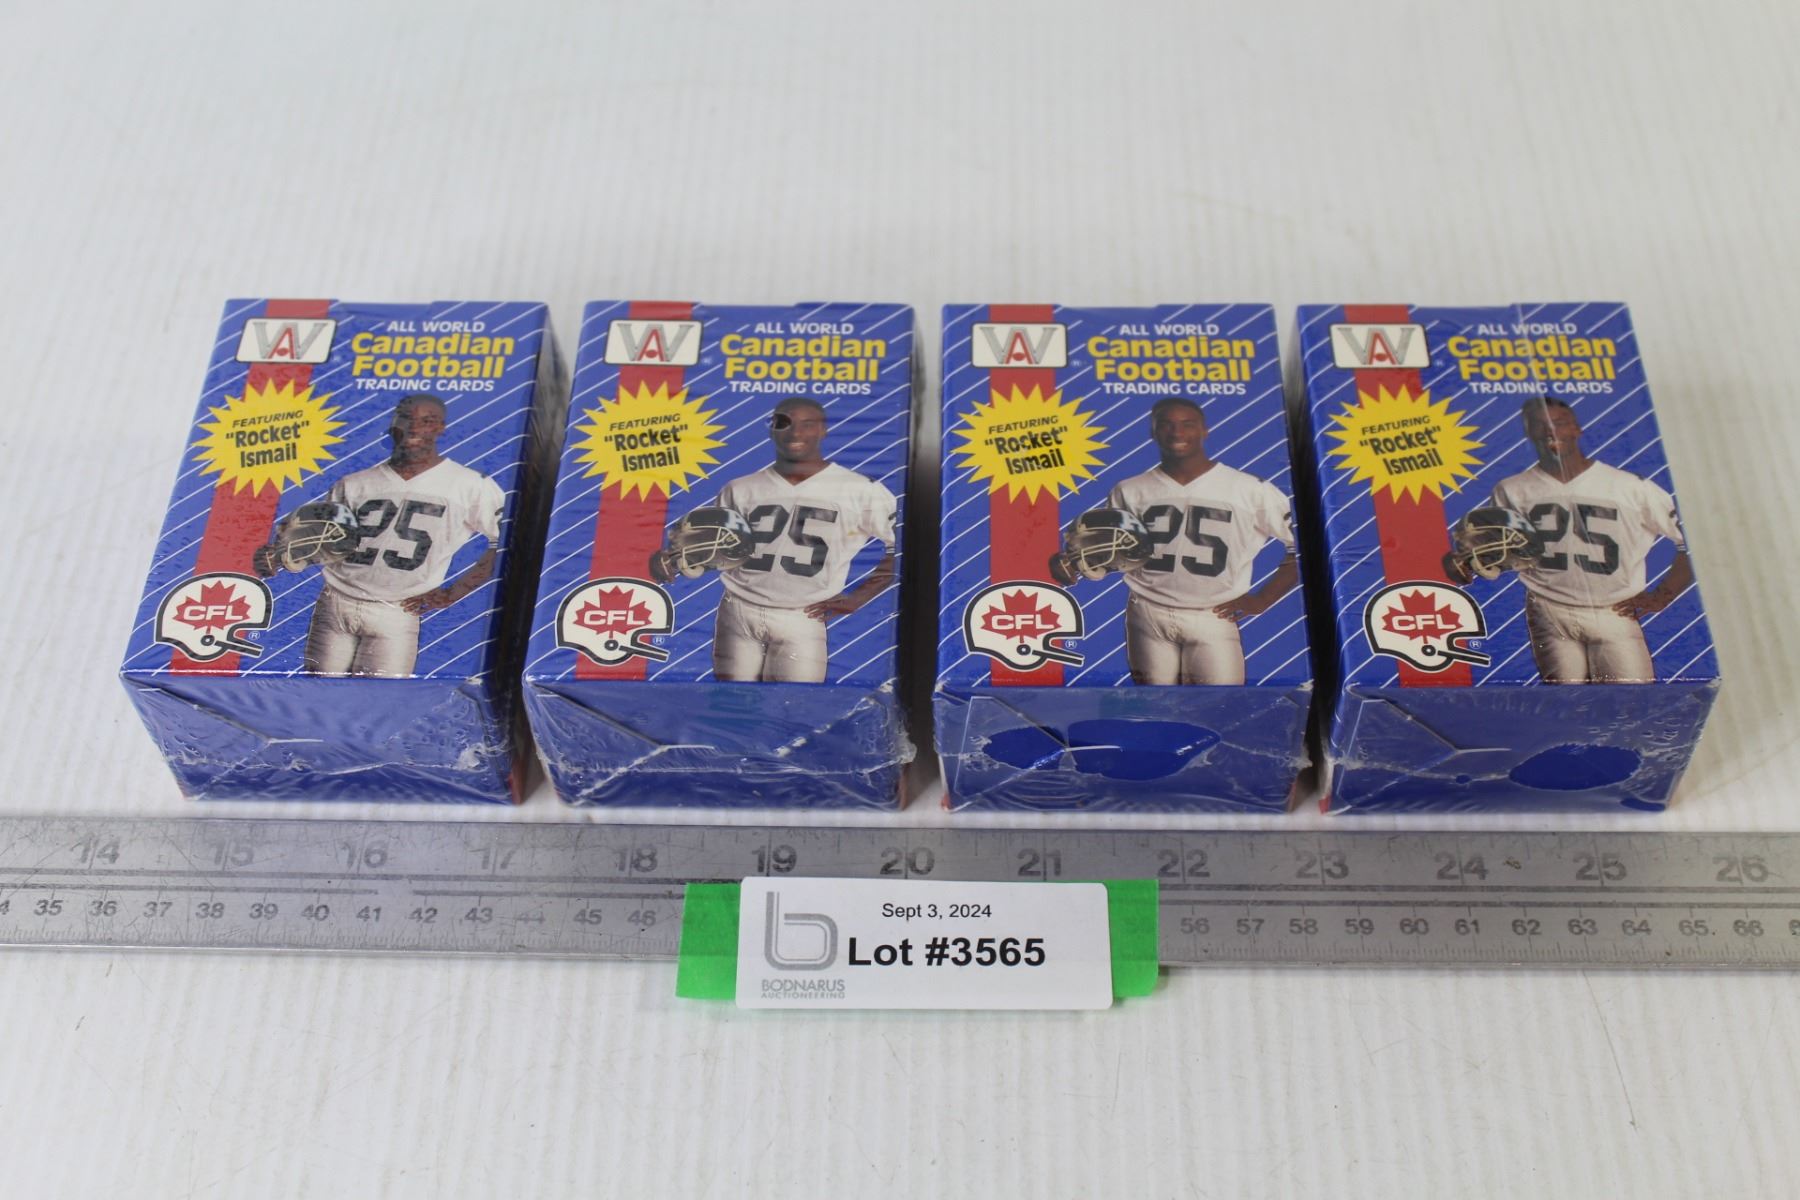 AW
ALL WORLD
Canadian
Football
TRADING CARDS
FEATURING
"Rocket"
Ismail
25
CFL
®
AW
ALL WORLD
Canadian
Football
TRADING CARDS
FEATURING
"Rocket"
Ismail
25
CFL
®
AW
ALL WORLD
Canadian
Football
TRADING CARDS
FEATURING
"Rocket"
Ismail
25
CFL
®
AW
ALL WORLD
Canadian
Football
TRADING CARDS
FEATURING
"Rocket"
Ismail
25
CFL
®
14 15 16 17 18 19 20 21 22 23 24 25 26
35 36 37 38 39 40 41 42 43 44 45 46 56 57 58 59 60 61 62 63 64 65 66
Sept 3, 2024
Lot #3565
b
BODNARUS
AUCTIONEERING